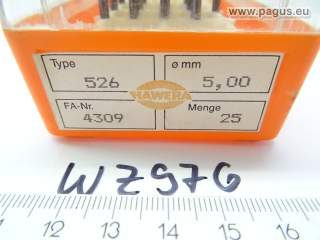 www.pagus.eu
Type
526
ø mm
5,00
HAWERA
FA-Nr.
4309
Menge
25
WZ976
11 12 13 14 15 16